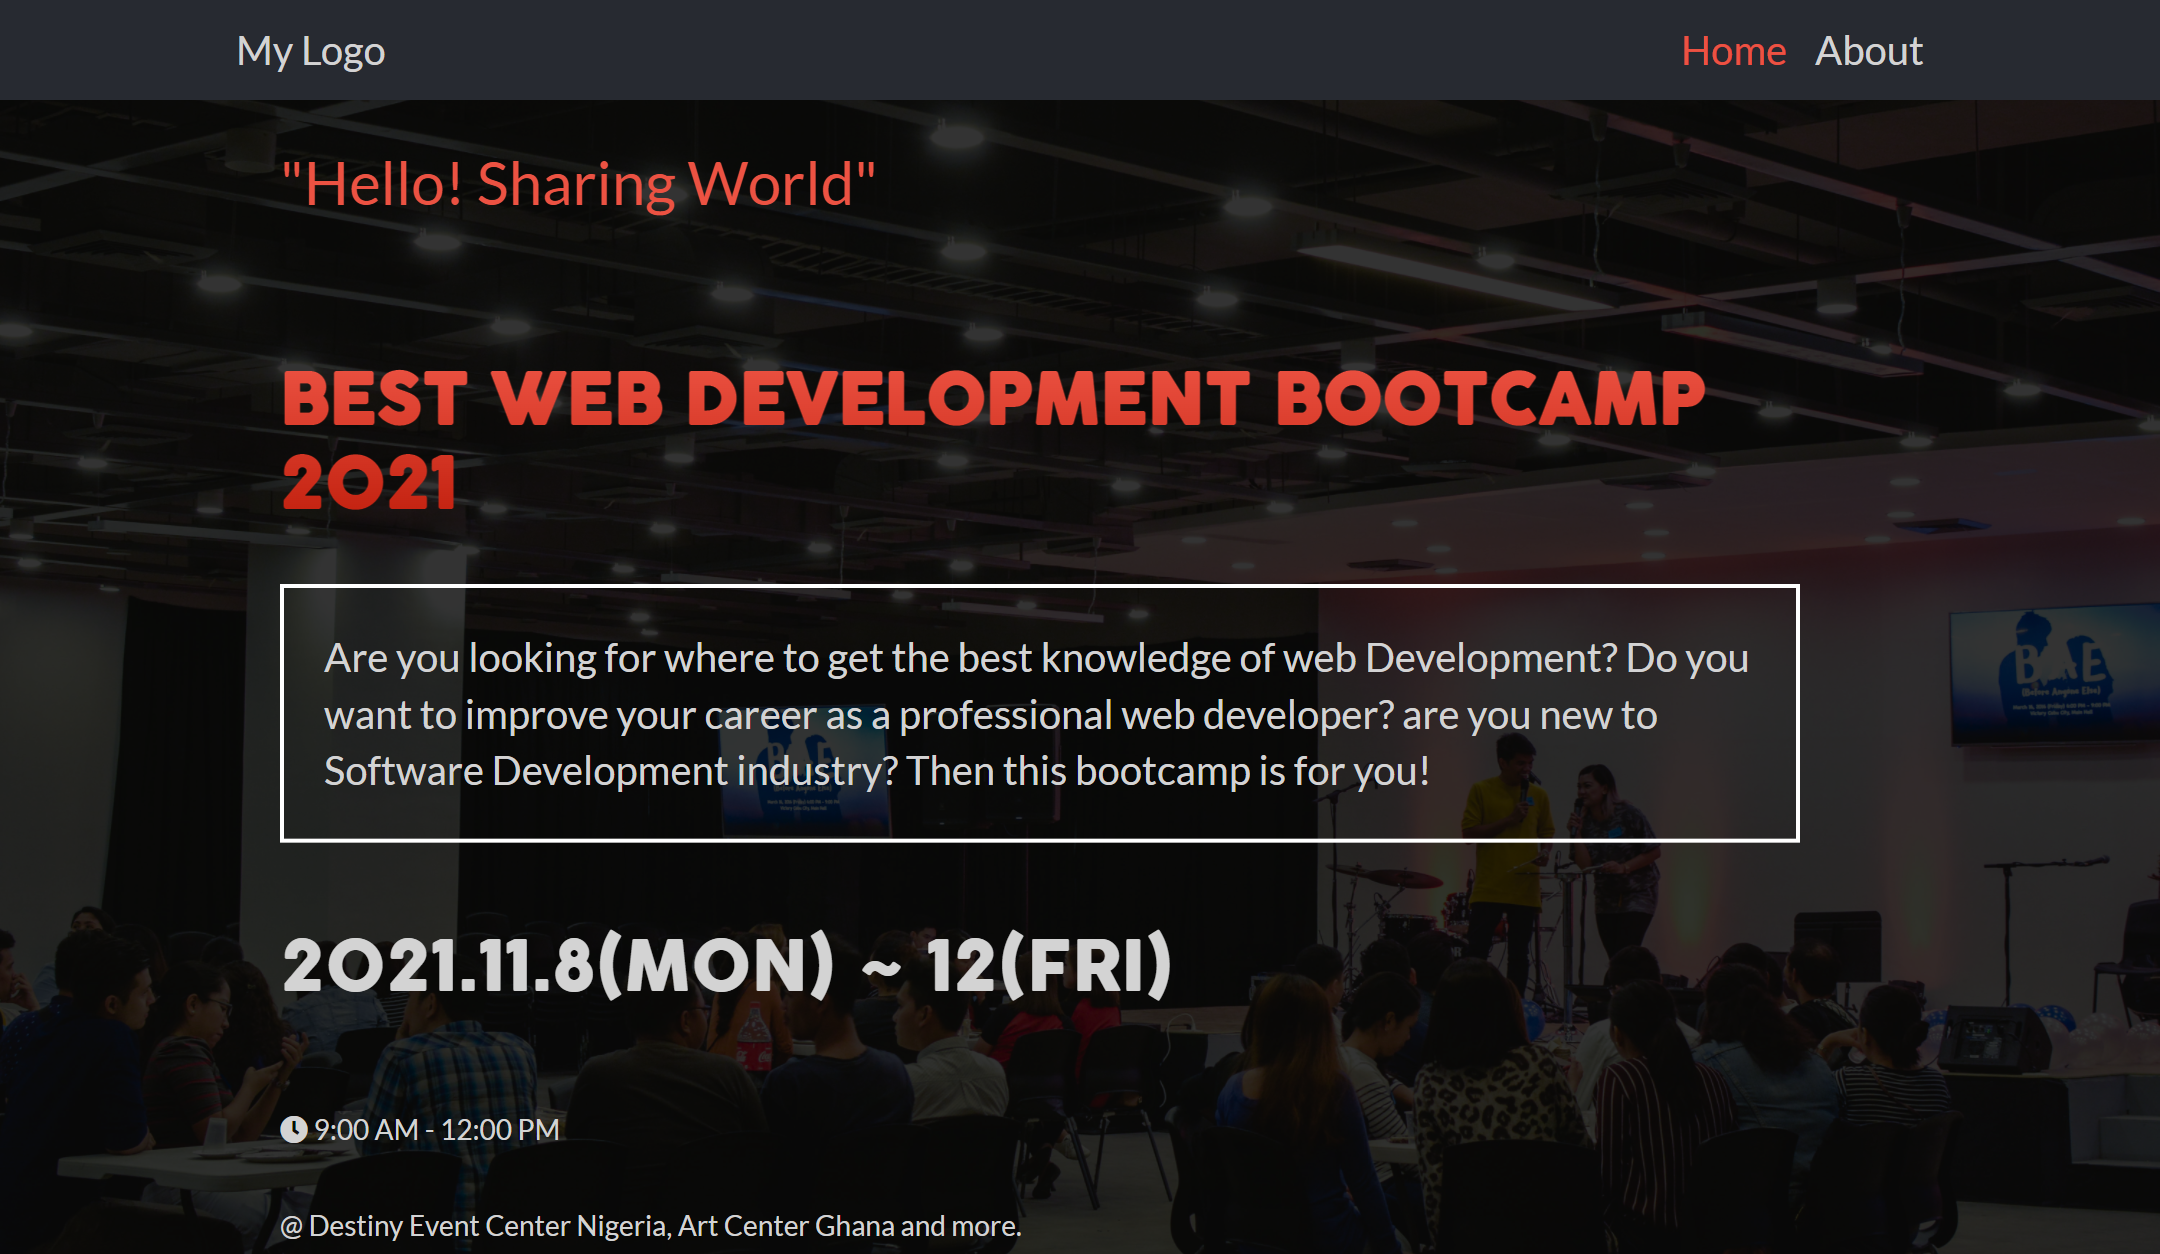 My Logo
Home About
"Hello! Sharing World"
BEST WEB DEVELOPMENT BOOTCAMP
2021
Are you looking for where to get the best knowledge of web Development? Do you
want to improve your career as a professional web developer? are you new to
Software Development industry? Then this bootcamp is for you!
2021.11.8(MON) ~ 12(FRI)
9:00 AM - 12:00 PM
@ Destiny Event Center Nigeria, Art Center Ghana and more.